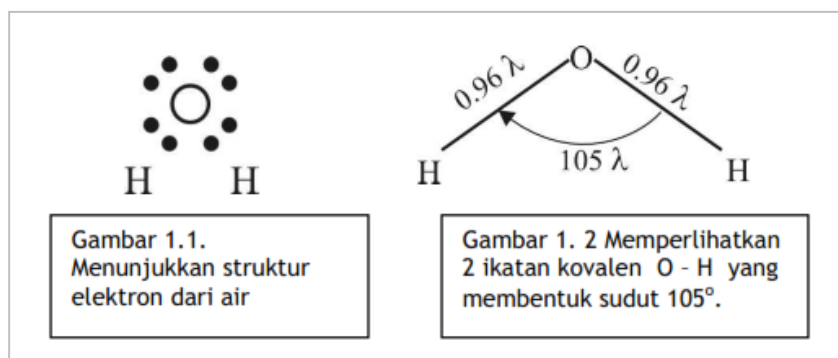 O
H H
O
0.96 λ
0.96 λ
105 λ
H
H
Gambar 1.1.
Menunjukkan struktur
elektron dari air
Gambar 1. 2 Memperlihatkan
2 ikatan kovalen O - H yang
membentuk sudut 105°.